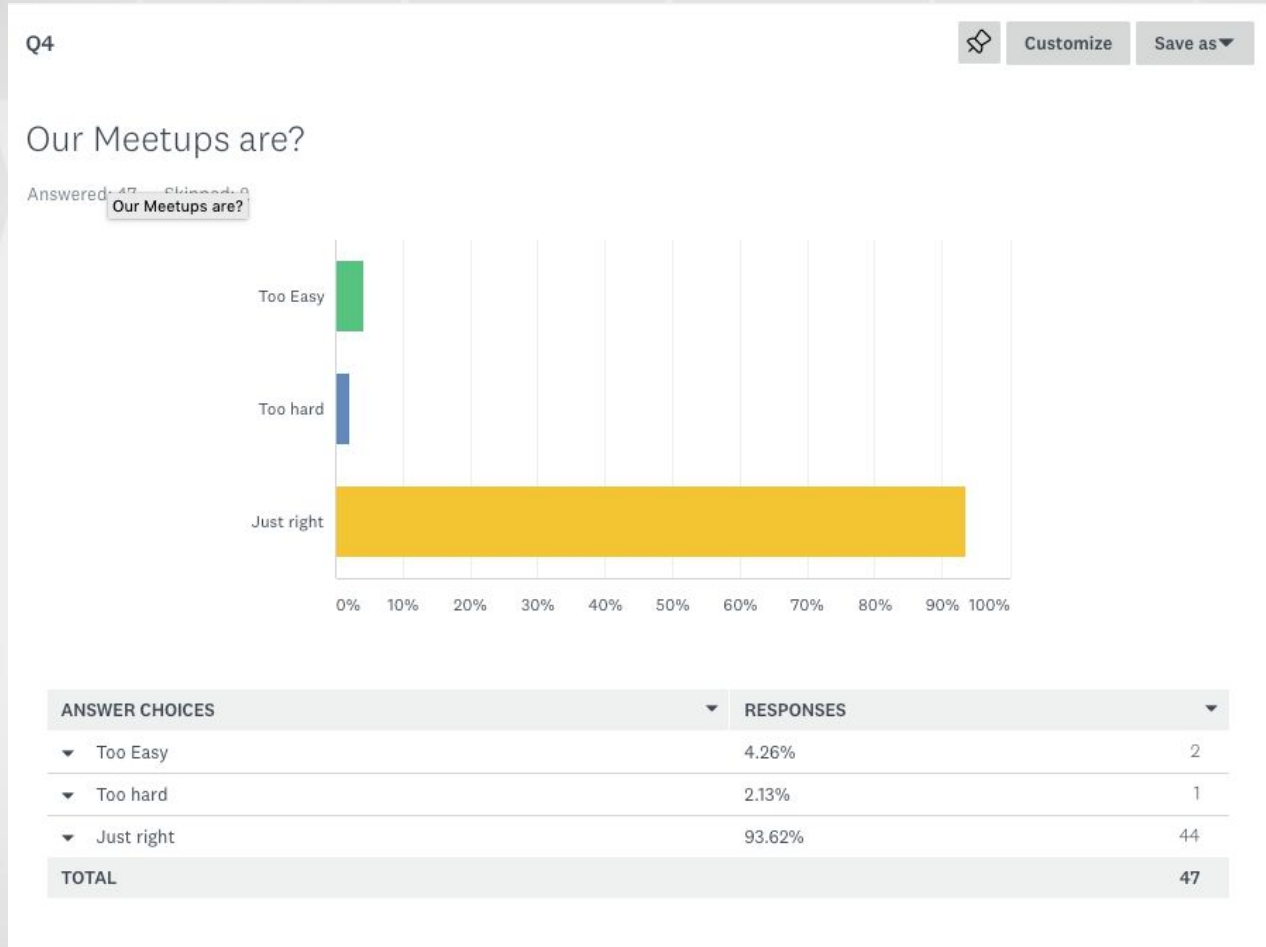 Q4
Customize
Save as
Our Meetups are?
Answered: 47 Skipped:
Our Meetups are?
Too Easy
Too hard
Just right
0% 10% 20% 30% 40% 50% 60% 70% 80% 90% 100%
ANSWER CHOICES RESPONSES
Too Easy 4.26% 2
Too hard 2.13% 1
Just right 93.62% 44
TOTAL 47